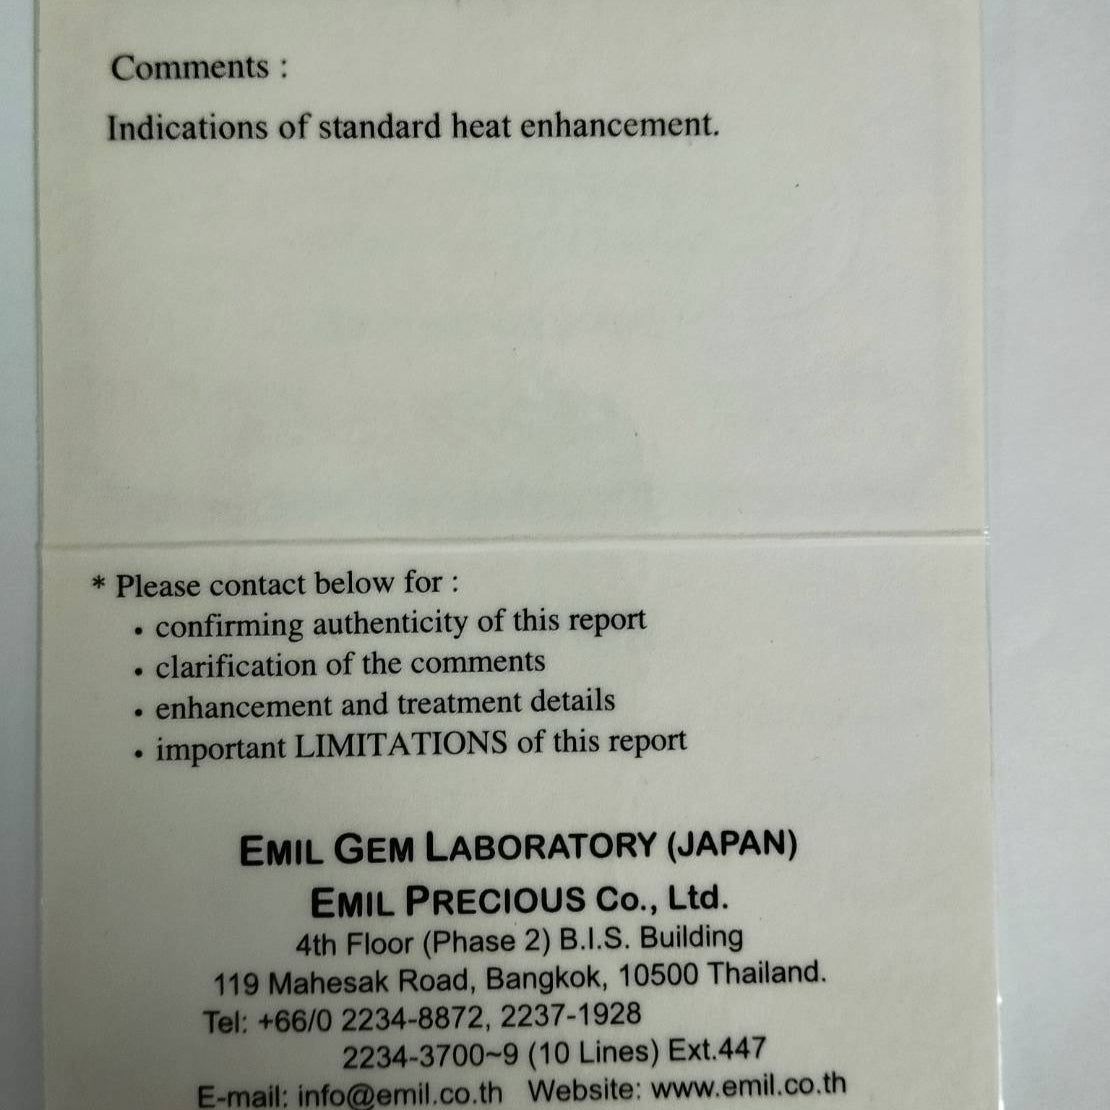 Comments :
Indications of standard heat enhancement.
* Please contact below for :
• confirming authenticity of this report
• clarification of the comments
• enhancement and treatment details
• important LIMITATIONS of this report
EMIL GEM LABORATORY (JAPAN)
EMIL PRECIOUS Co., Ltd.
4th Floor (Phase 2) B.I.S. Building
119 Mahesak Road, Bangkok, 10500 Thailand.
Tel: +66/0 2234-8872, 2237-1928
2234-3700~9 (10 Lines) Ext.447
E-mail: info@emil.co.th Website: www.emil.co.th